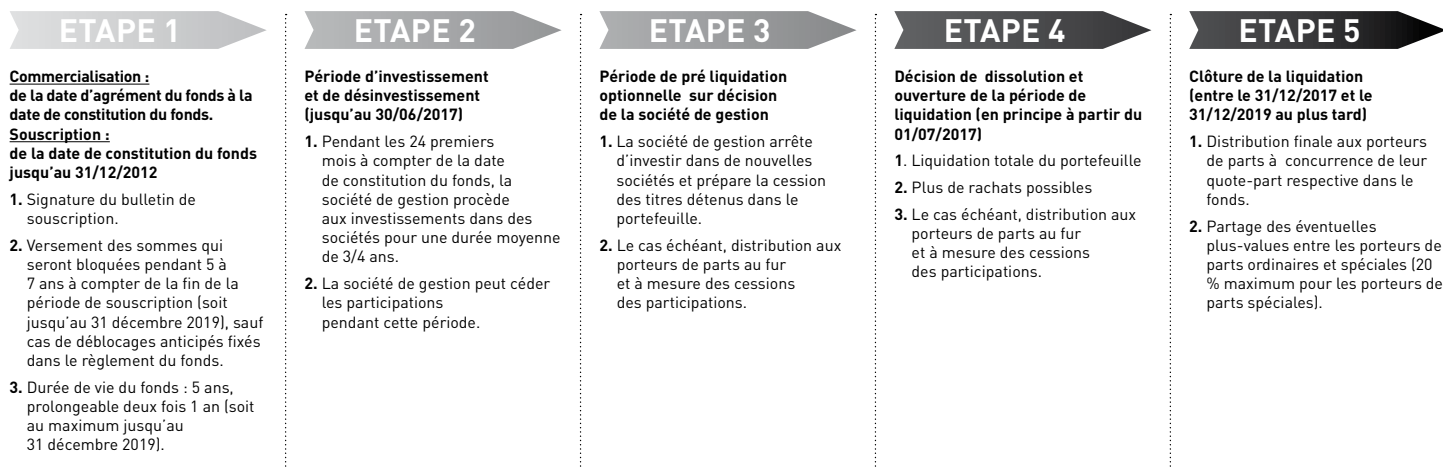 ETAPE 1
Commercialisation :
de la date d'agrément du fonds à la
date de constitution du fonds.
Souscription :
de la date de constitution du fonds
jusqu'au 31/12/2012
1. Signature du bulletin de
souscription.
2. Versement des sommes qui
seront bloquées pendant 5 à
7 ans à compter de la fin de la
période de souscription (soit
jusqu'au 31 décembre 2019), sauf
cas de déblocages anticipés fixés
dans le règlement du fonds.
3. Durée de vie du fonds : 5 ans,
prolongeable deux fois 1 an (soit
au maximum jusqu'au
31 décembre 2019).
ETAPE 2
Période d'investissement
et de désinvestissement
(jusqu'au 30/06/2017)
1. Pendant les 24 premiers
mois à compter de la date
de constitution du fonds, la
société de gestion procède
aux investissements dans des
sociétés pour une durée moyenne
de 3/4 ans.
2. La société de gestion peut céder
les participations
pendant cette période.
ETAPE 3
Période de pré liquidation
optionnelle sur décision
de la société de gestion
1. La société de gestion arrête
d'investir dans de nouvelles
sociétés et prépare la cession
des titres détenus dans le
portefeuille.
2. Le cas échéant, distribution aux
porteurs de parts au fur
et à mesure des cessions
des participations.
ETAPE 4
Décision de dissolution et
ouverture de la période de
liquidation (en principe à partir du
01/07/2017)
1. Liquidation totale du portefeuille
2. Plus de rachats possibles
3. Le cas échéant, distribution aux
porteurs de parts au fur
et à mesure des cessions
des participations.
ETAPE 5
Clôture de la liquidation
(entre le 31/12/2017 et le
31/12/2019 au plus tard)
1. Distribution finale aux porteurs
de parts à concurrence de leur
quote-part respective dans le
fonds.
2. Partage des éventuelles
plus-values entre les porteurs de
parts ordinaires et spéciales (20
% maximum pour les porteurs de
parts spéciales).